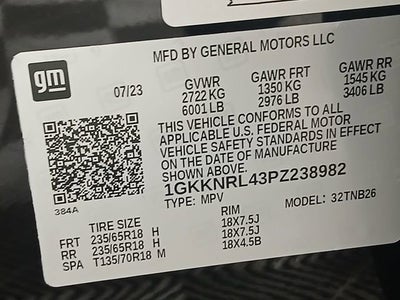 MFD BY GENERAL MOTORS LLC
gm
07/23
GVWR GAWR FRT GAWR RR
2722 KG 1350 KG 1545 KG
6001 LB 2976 LB 3406 LB
THIS VEHICLE CONFORMS TO ALL
APPLICABLE U.S. FEDERAL MOTOR
VEHICLE SAFETY STANDARDS IN EFFECT
ON THE DATE OF MANUFACTURE
SHOWN ABOVE.
1GKKNRL43PZ238982
TYPE: MPV MODEL: 32TNB26
384A
TIRE SIZE RIM
FRT 235/65R18 H 18X7.5J
RR 235/65R18 H 18X7.5J
SPA T135/70R18 M 18X4.5B